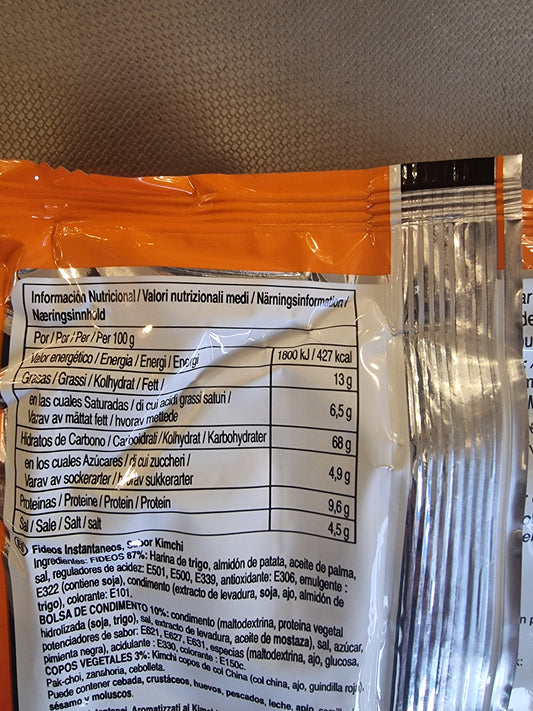 Información Nutricional / Valori nutrizionali medi / Närningsinformation /
Næringsinnhold
Por / Por / Per / Per 100 g
Valor energético / Energia / Energi / Energi 1800 kJ / 427 kcal
Grasas / Grassi / Kolhydrat / Fett / 13 g
en las cuales Saturadas / di cui acidi grassi saturi /
Varav av mättat fett / hvorav mettede 6,5 g
Hidratos de Carbono / Carboidrati / Kolhydrat / Karbohydrater 68 g
en los cuales Azúcares / di cui zuccheri /
Varav av sockerarter / hvorav sukkerarter 4,9 g
Proteinas / Proteine / Protein / Protein 9,6 g
Sal / Sale / Salt / salt 4,5 g
ES Fideos Instantaneos, Sabor Kimchi
Ingredientes: FIDEOS 87%: Harina de trigo, almidón de patata, aceite de palma,
sal, reguladores de acidez: E501, E500, E339, antioxidante: E306, emulgente :
E322 (contiene soja), condimento (extracto de levadura, soja, ajo, almidón de
trigo), colorante: E101.
BOLSA DE CONDIMENTO 10%: condimento (maltodextrina, proteína vegetal
hidrolizada (soja, trigo), sal, extracto de levadura, aceite de mostaza), sal, azúcar,
potenciadores de sabor: E621, E627, E631, especias (maltodextrina, ajo, glucosa,
pimienta negra), acidulante : E330, colorante : E150c.
COPOS VEGETALES 3%: Kimchi copos de col China (col china, ajo, guindilla roja),
Pak-choi, zanahoria, cebolleta.
Puede contener cebada, crustáceos, huevos, pescados, leche, apio,
sésamo y moluscos.